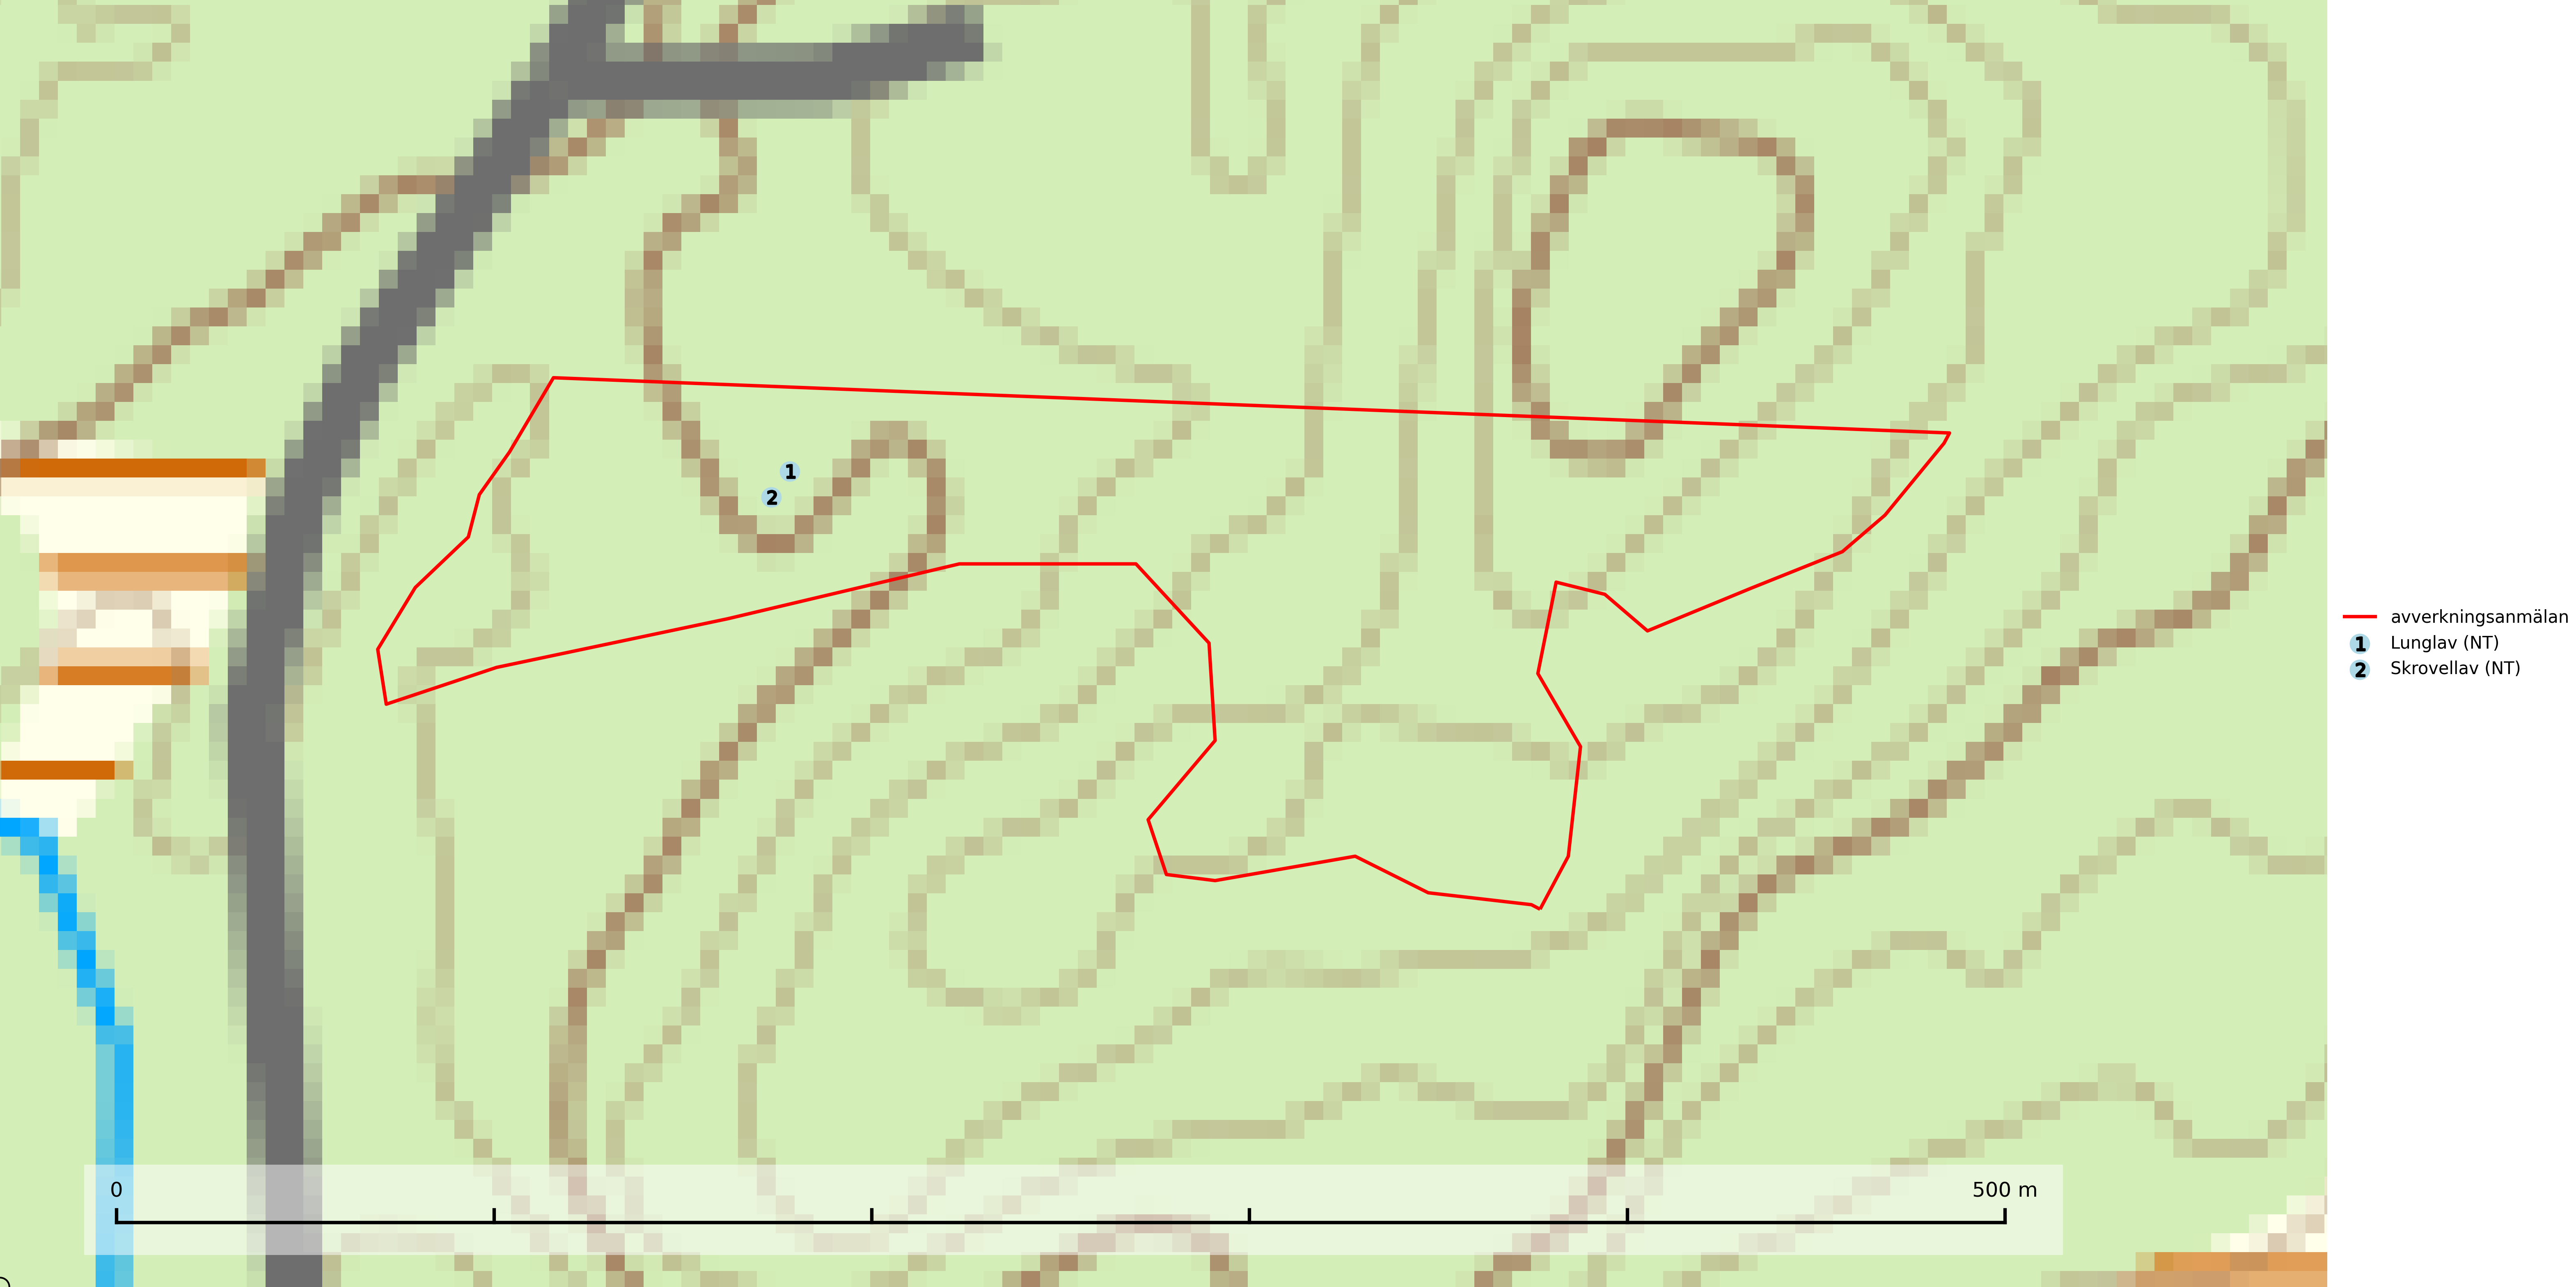 1
2
avverkningsanmälan
1 Lunglav (NT)
2 Skrovellav (NT)
0 500 m